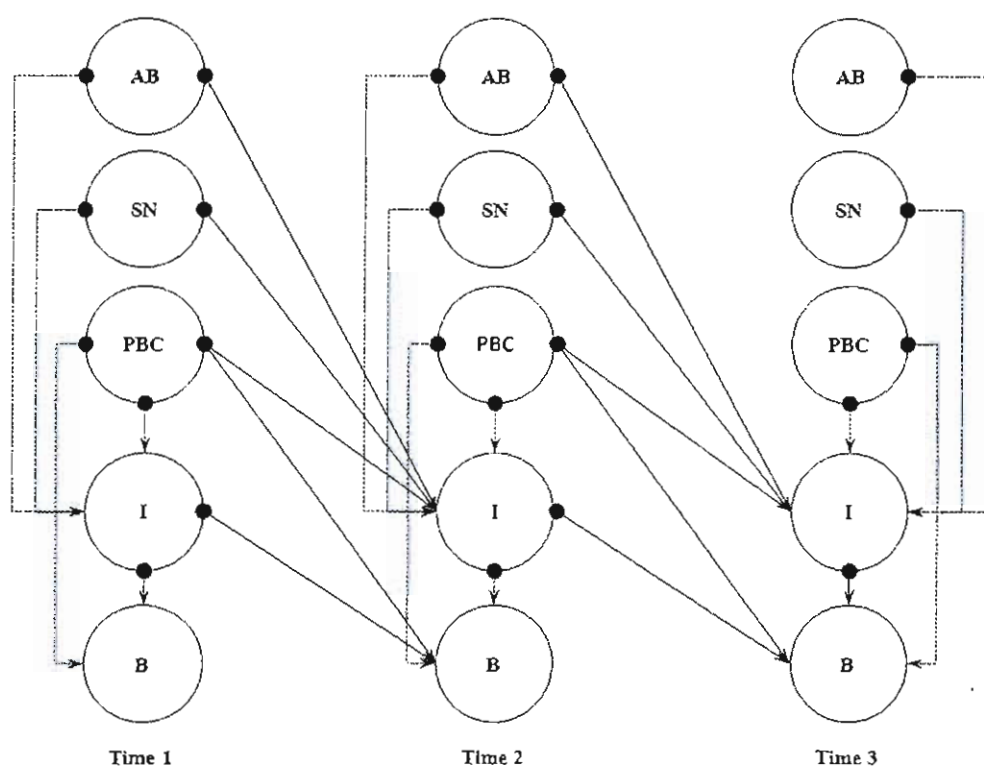 AB AB AB
SN SN SN
PBC PBC PBC
I I I
B B B
Time 1 Time 2 Time 3